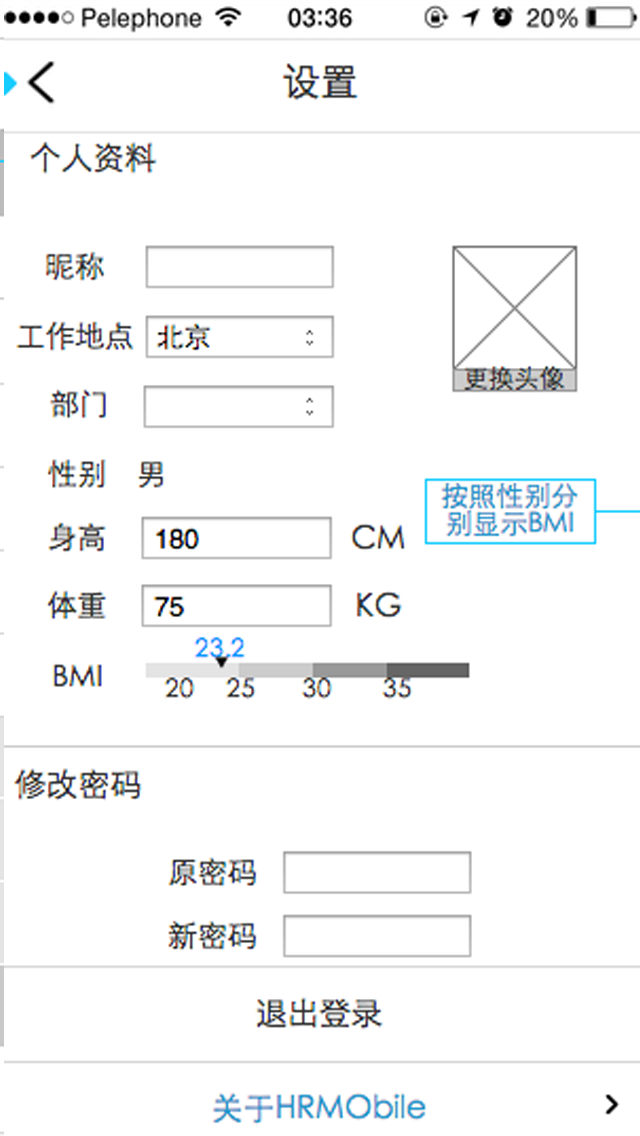 Pelephone 03:36 20%
设置
个人资料
昵称
工作地点 北京
更换头像
部门
性别 男
按照性别分
别显示BMI
身高 180 CM
体重 75 KG
23.2
BMI
20 25 30 35
修改密码
原密码
新密码
退出登录
关于HRMObile